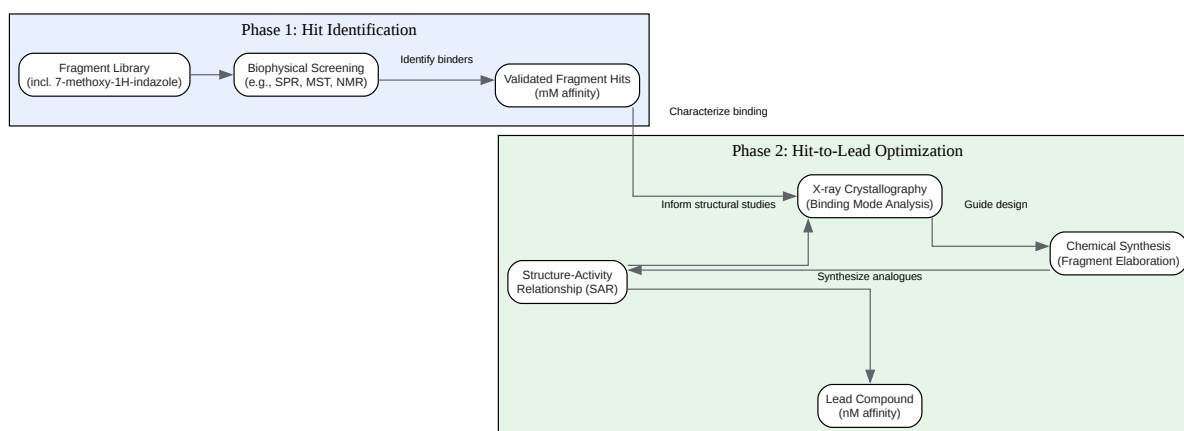 Phase 1: Hit Identification
Fragment Library
(incl. 7-methoxy-1H-indazole)
Biophysical Screening
(e.g., SPR, MST, NMR)
Identify binders
Validated Fragment Hits
(mM affinity)
Characterize binding
Phase 2: Hit-to-Lead Optimization
Inform structural studies
X-ray Crystallography
(Binding Mode Analysis)
Guide design
Chemical Synthesis
(Fragment Elaboration)
Synthesize analogues
Structure-Activity
Relationship (SAR)
Lead Compound
(nM affinity)